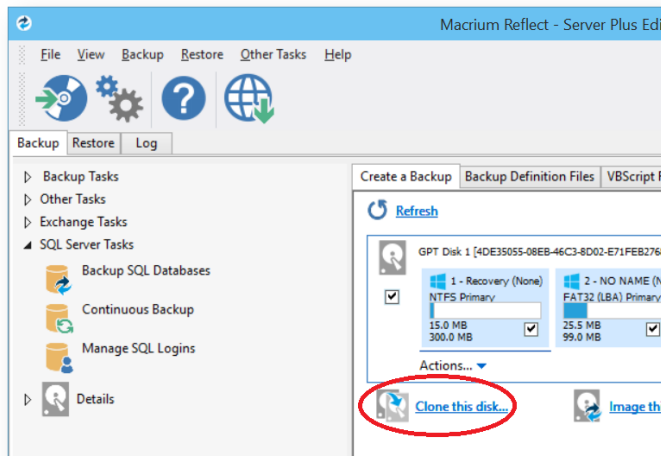 Macrium Reflect - Server Plus Edi
File View Backup Restore Other Tasks Help
Backup Restore Log
Backup Tasks
Other Tasks
Exchange Tasks
SQL Server Tasks
Backup SQL Databases
Continuous Backup
Manage SQL Logins
Details
Create a Backup Backup Definition Files VBScript F
Refresh
GPT Disk 1 [4DE35055-08EB-46C3-8D02-E71FEB276
1 - Recovery (None)
NTFS Primary
15.0 MB
300.0 MB
2 - NO NAME (N
FAT32 (LBA) Primary
25.5 MB
99.0 MB
Actions...
Clone this disk...
Image thi